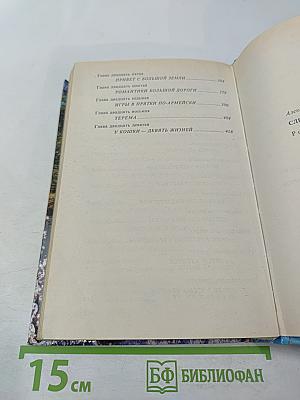 Глава двадцать пятая
ПРИВЕТ С БОЛЬШОЙ ЗЕМЛИ
Глава двадцать шестая
РОМАНТИКИ БОЛЬШОЙ ДОРОГИ
Глава двадцать седьмая
ИГРЫ В ПРЯТКИ ПО-АРМЕЙСКИ
Глава двадцать восьмая
ТЕРЕМА
Глава двадцать девятая
У КОШКИ — ДЕВЯТЬ ЖИЗНЕЙ
15 см
БФ БИБЛИОФАН